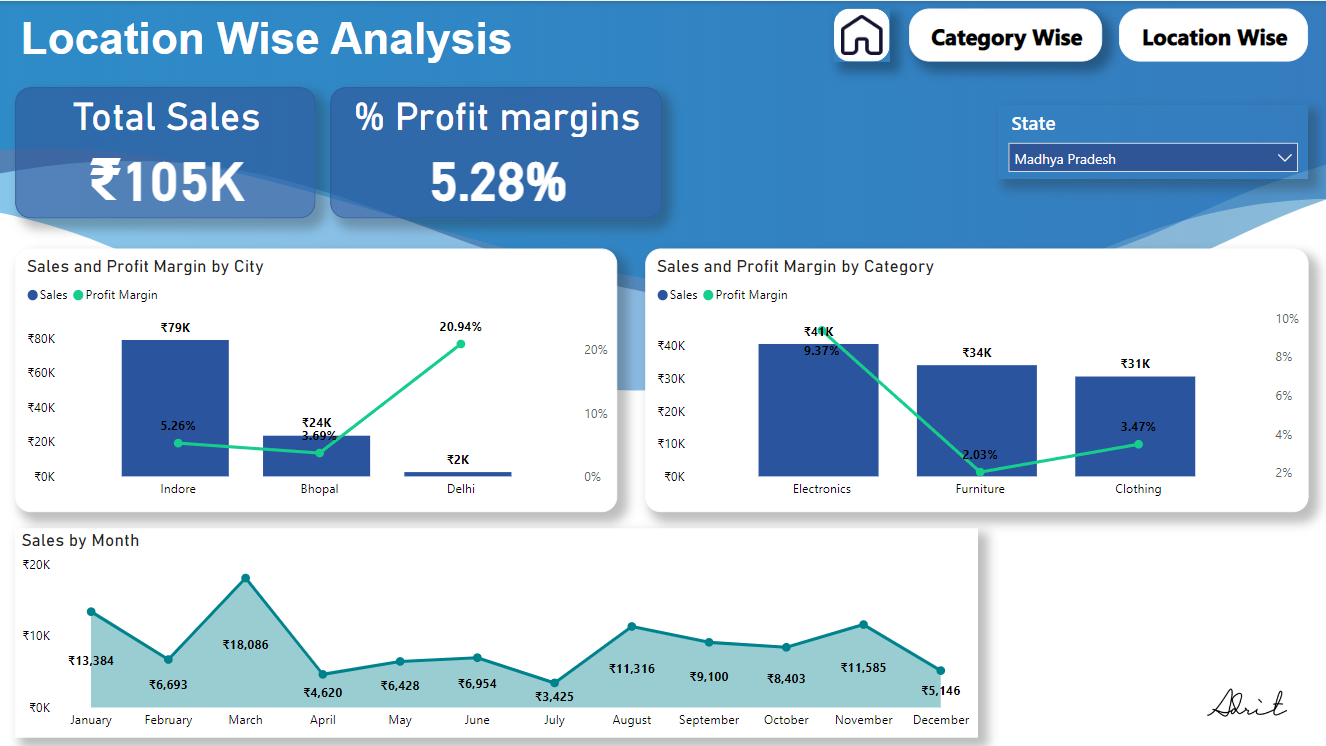 Location Wise Analysis
Category Wise
Location Wise
Total Sales
₹105K
% Profit margins
5.28%
State
Madhya Pradesh
Sales and Profit Margin by City
Sales Profit Margin
₹80K
₹60K
₹40K
₹20K
₹0K
₹79K
5.26%
₹24K
3.69%
20.94%
₹2K
20%
10%
0%
Indore Bhopal Delhi
Sales and Profit Margin by Category
Sales Profit Margin
₹40K
₹30K
₹20K
₹10K
₹0K
₹41K
9.37%
₹34K
2.03%
₹31K
3.47%
10%
8%
6%
4%
2%
Electronics Furniture Clothing
Sales by Month
₹20K
₹10K
₹0K
₹13,384
₹6,693
₹18,086
₹4,620
₹6,428
₹6,954
₹3,425
₹11,316
₹9,100
₹8,403
₹11,585
₹5,146
January February March April May June July August September October November December
Adrit